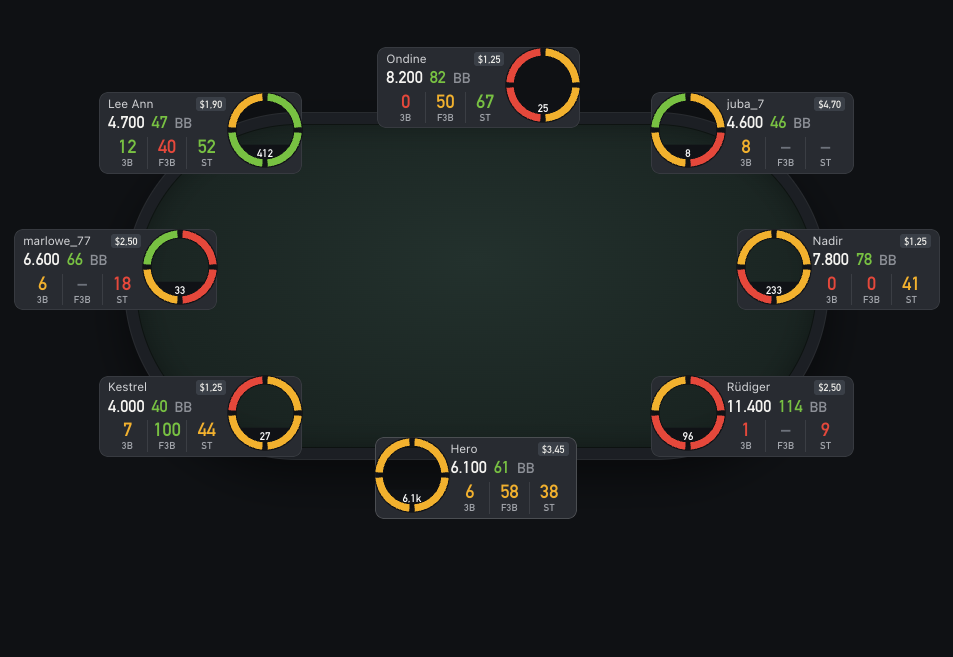 Ondine $1,25
8.200 82 BB
0 50 67
3B F3B ST
25
Lee Ann $1,90
4.700 47 BB
12 40 52
3B F3B ST
412
juba_7 $4,70
4.600 46 BB
8 – –
3B F3B ST
8
marlowe_77 $2,50
6.600 66 BB
6 – 18
3B F3B ST
33
Nadir $1,25
7.800 78 BB
0 0 41
3B F3B ST
233
Kestrel $1,25
4.000 40 BB
7 100 44
3B F3B ST
27
Rüdiger $2,50
11.400 114 BB
1 – 9
3B F3B ST
96
Hero $3,45
6.100 61 BB
6 58 38
3B F3B ST
6.1k